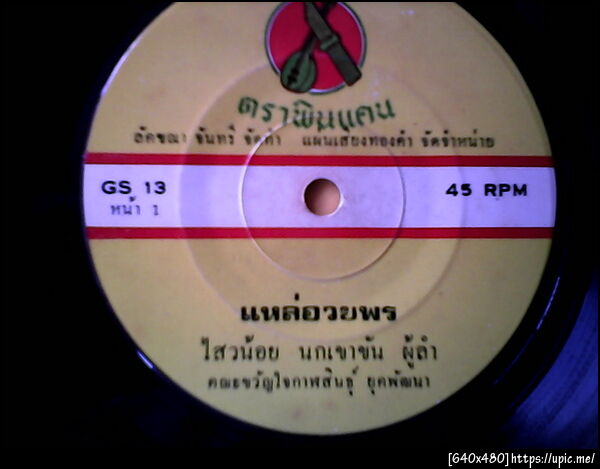 ตราพิณแคน
ลัคขณา จันทร์ จัดทำ แผ่นเสียงทองคำ จัดจำหน่าย
GS 13
45 RPM
หน้า 1
แหล่อวยพร
ไสวน้อย นกเขาขัน ผู้ลำ
คณะขวัญใจกาฬสินธุ์ ยุคพัฒนา
[640x480]https://upic.me/